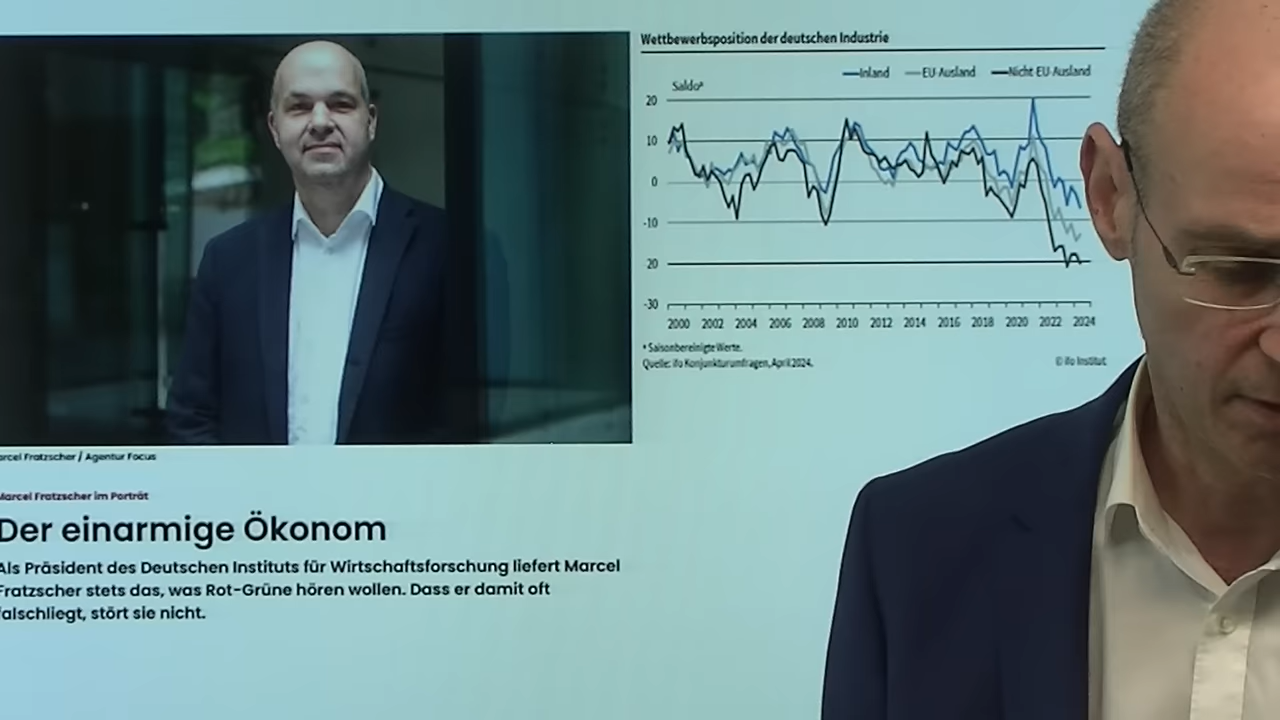 arcel Fratzscher / Agentur Focus
Marcel Fratzscher im Porträt
Der einarmige Ökonom
Als Präsident des Deutschen Instituts für Wirtschaftsforschung liefert Marcel
Fratzscher stets das, was Rot-Grüne hören wollen. Dass er damit oft
falschliegt, stört sie nicht.
Wettbewerbsposition der deutschen Industrie
Inland EU-Ausland Nicht-EU-Ausland
Saldoᵃ
20
10
0
-10
20
-30
2000 2002 2004 2006 2008 2010 2012 2014 2016 2018 2020 2022 2024
ᵃ Saisonbereinigte Werte.
Quelle: ifo Konjunkturumfragen, April 2024. © ifo Institut